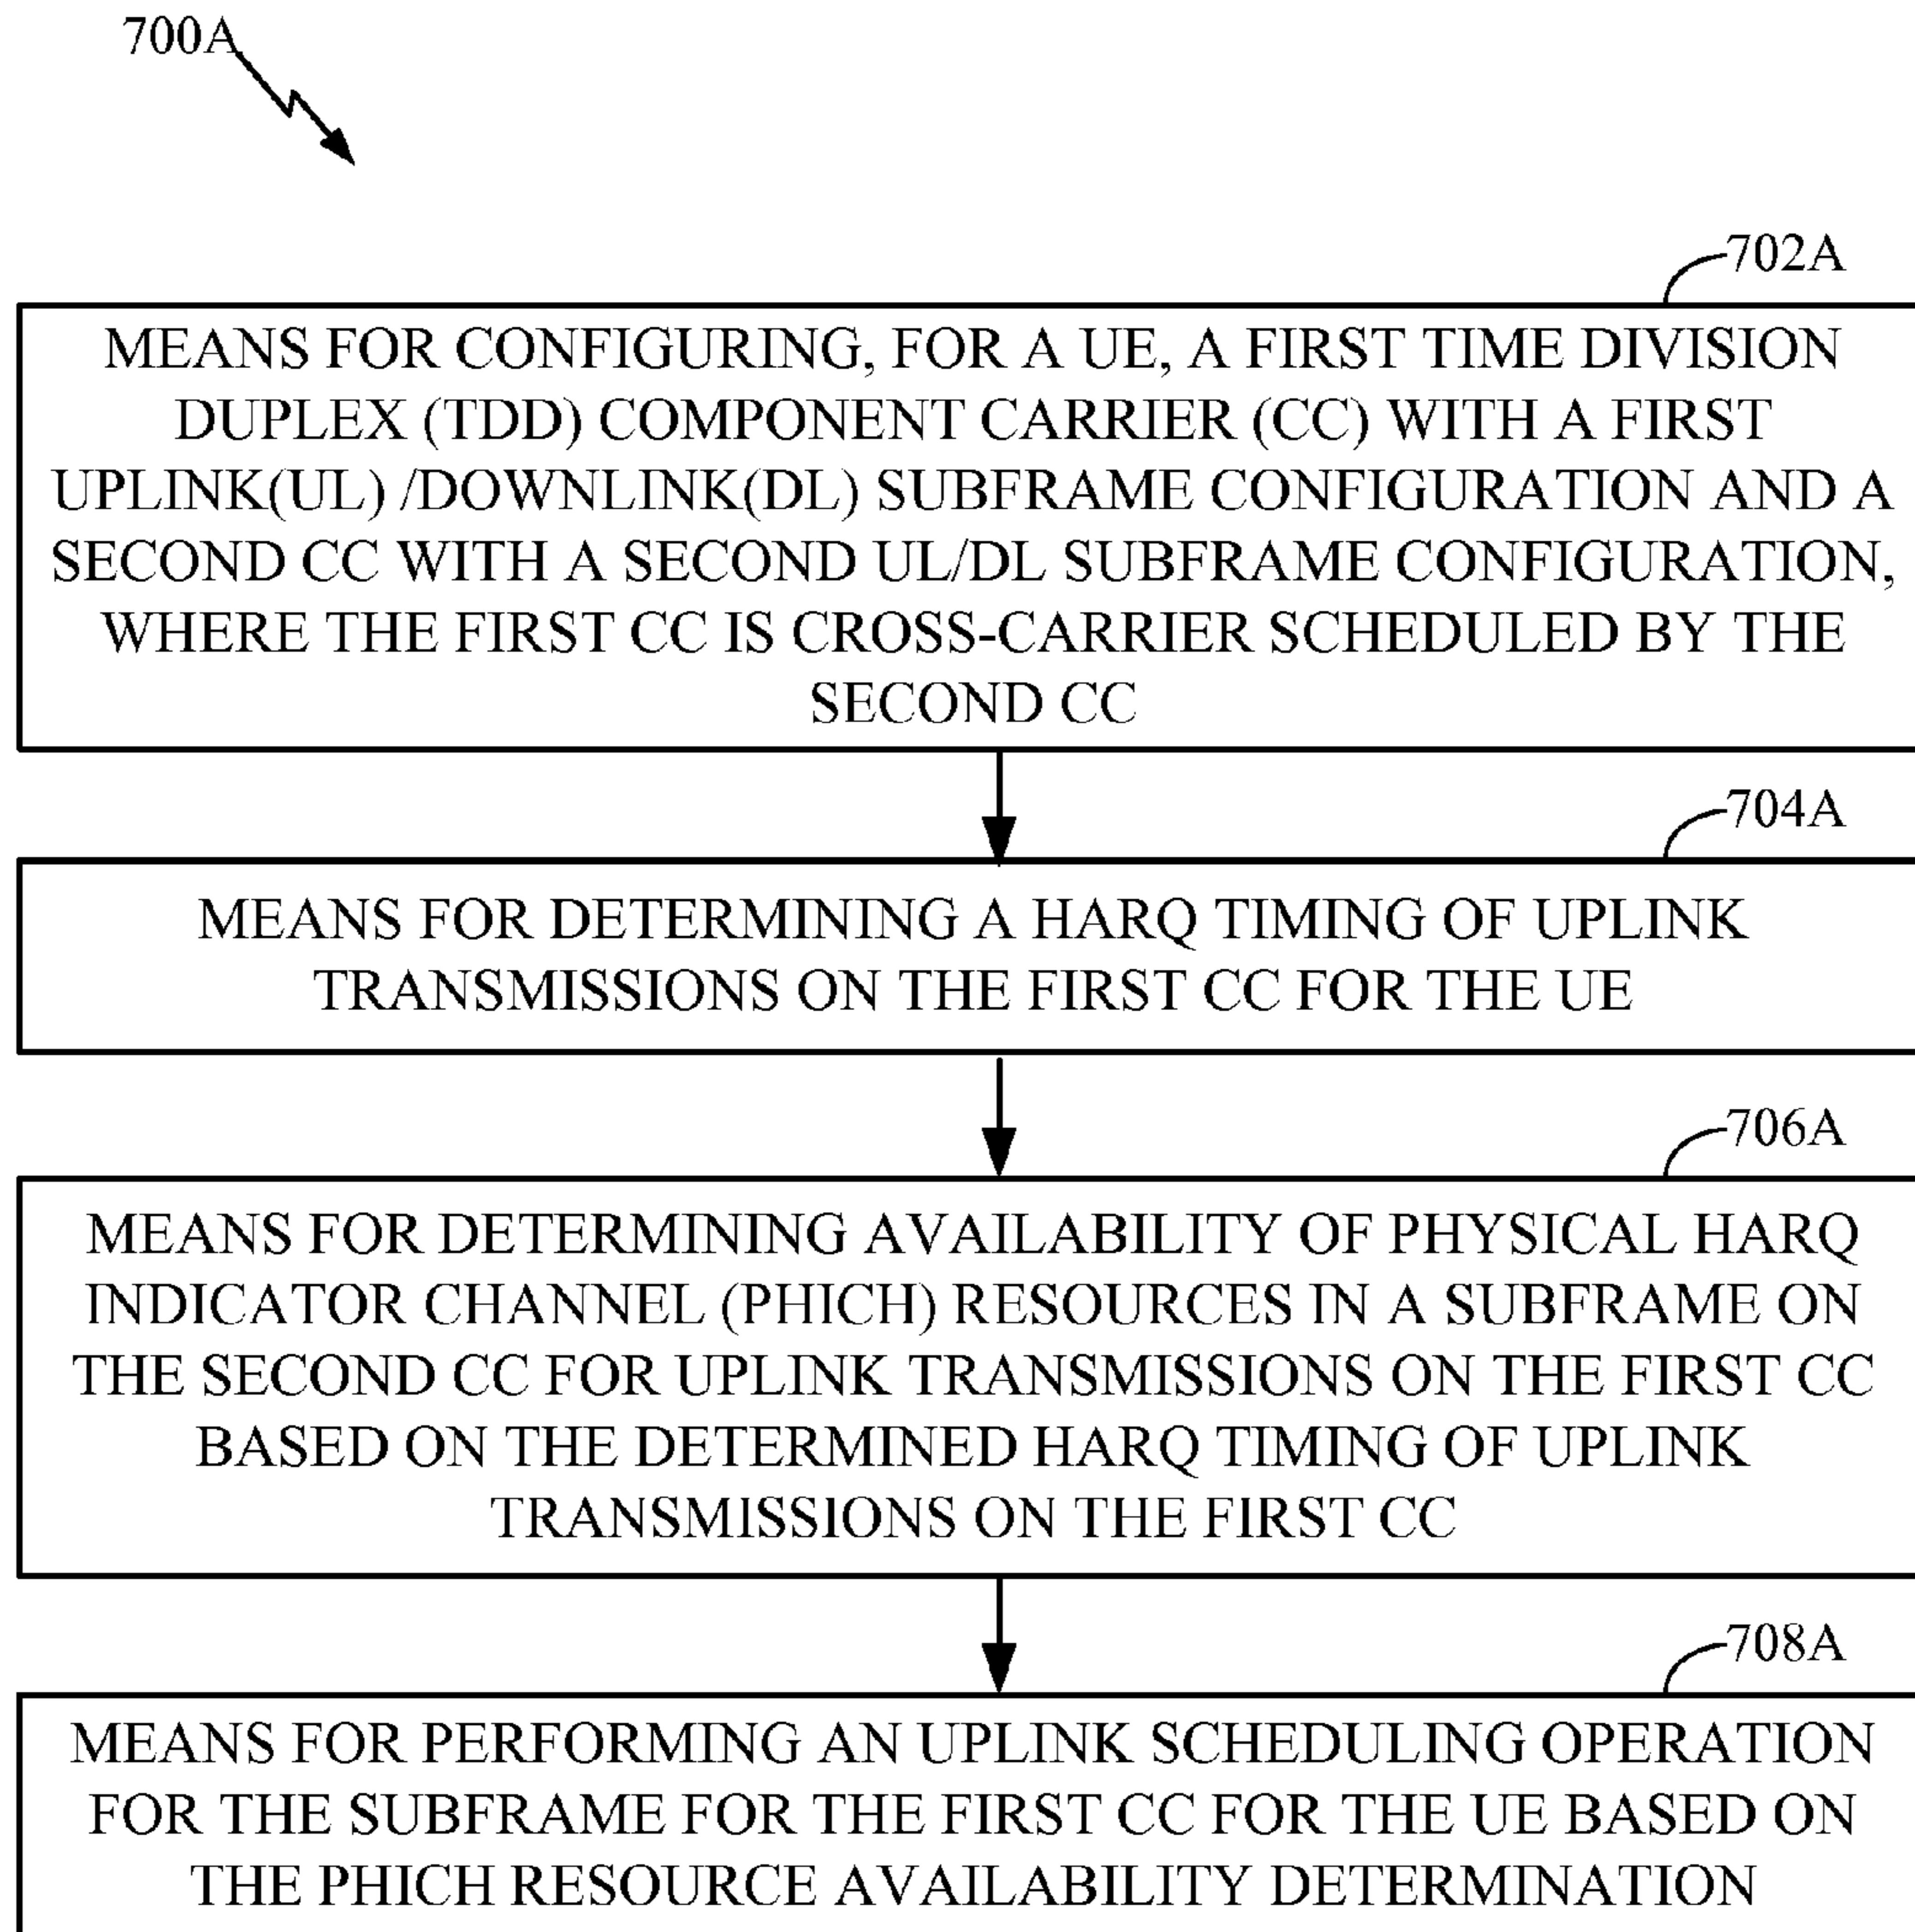 700A
702A
MEANS FOR CONFIGURING, FOR A UE, A FIRST TIME DIVISION
DUPLEX (TDD) COMPONENT CARRIER (CC) WITH A FIRST
UPLINK(UL) /DOWNLINK(DL) SUBFRAME CONFIGURATION AND A
SECOND CC WITH A SECOND UL/DL SUBFRAME CONFIGURATION,
WHERE THE FIRST CC IS CROSS-CARRIER SCHEDULED BY THE
SECOND CC
704A
MEANS FOR DETERMINING A HARQ TIMING OF UPLINK
TRANSMISSIONS ON THE FIRST CC FOR THE UE
706A
MEANS FOR DETERMINING AVAILABILITY OF PHYSICAL HARQ
INDICATOR CHANNEL (PHICH) RESOURCES IN A SUBFRAME ON
THE SECOND CC FOR UPLINK TRANSMISSIONS ON THE FIRST CC
BASED ON THE DETERMINED HARQ TIMING OF UPLINK
TRANSMISSIONS ON THE FIRST CC
708A
MEANS FOR PERFORMING AN UPLINK SCHEDULING OPERATION
FOR THE SUBFRAME FOR THE FIRST CC FOR THE UE BASED ON
THE PHICH RESOURCE AVAILABILITY DETERMINATION